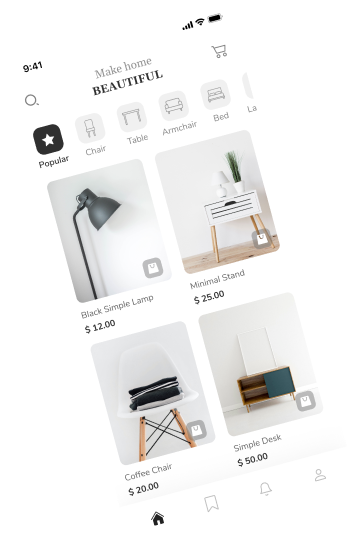 9:41
Make home
BEAUTIFUL
Popular
Chair
Table
Armchair
Bed
La
Black Simple Lamp
$ 12.00
Minimal Stand
$ 25.00
Coffee Chair
$ 20.00
Simple Desk
$ 50.00